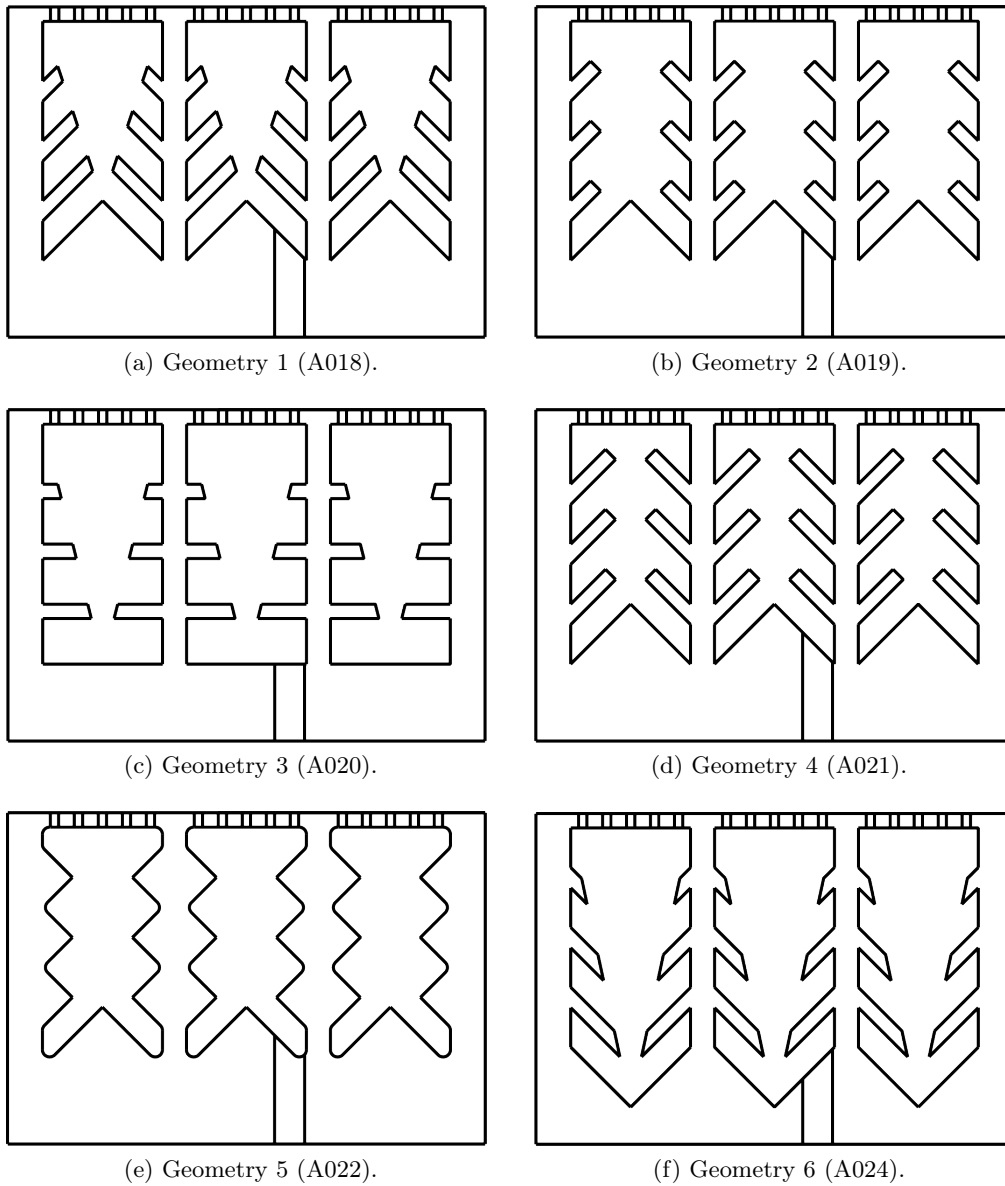 (a) Geometry 1 (A018).
(b) Geometry 2 (A019).
(c) Geometry 3 (A020).
(d) Geometry 4 (A021).
(e) Geometry 5 (A022).
(f) Geometry 6 (A024).